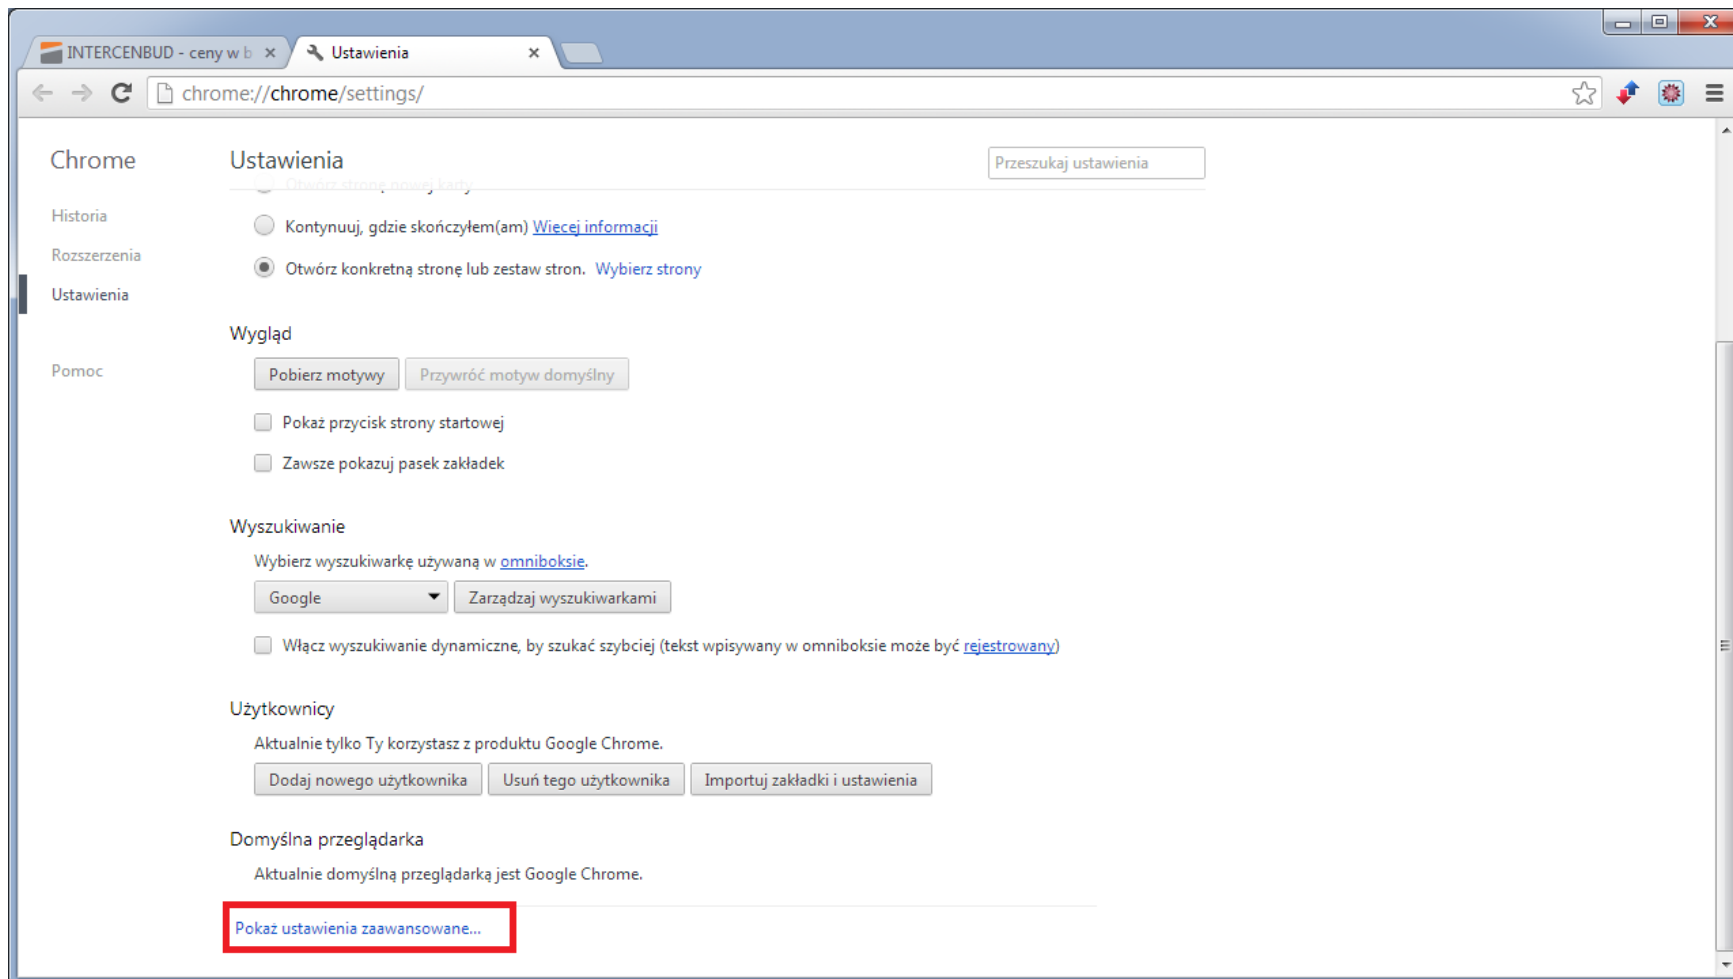 INTERCENBUD - ceny w b
Ustawienia
chrome://chrome/settings/
Chrome
Ustawienia
Przeszukaj ustawienia
Otwórz stronę nowej karty
Historia
Kontynuuj, gdzie skończyłem(am) Więcej informacji
Rozszerzenia
Otwórz konkretną stronę lub zestaw stron. Wybierz strony
Ustawienia
Wygląd
Pomoc
Pobierz motywy
Przywróć motyw domyślny
Pokaż przycisk strony startowej
Zawsze pokazuj pasek zakładek
Wyszukiwanie
Wybierz wyszukiwarkę używaną w omniboksie.
Google
Zarządzaj wyszukiwarkami
Włącz wyszukiwanie dynamiczne, by szukać szybciej (tekst wpisywany w omniboksie może być rejestrowany)
Użytkownicy
Aktualnie tylko Ty korzystasz z produktu Google Chrome.
Dodaj nowego użytkownika
Usuń tego użytkownika
Importuj zakładki i ustawienia
Domyślna przeglądarka
Aktualnie domyślną przeglądarką jest Google Chrome.
Pokaż ustawienia zaawansowane...